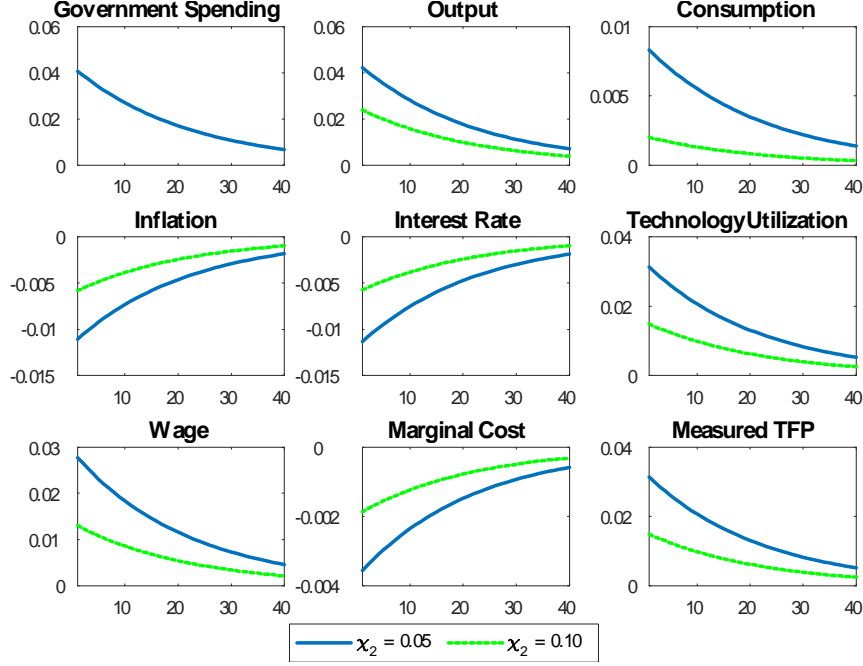 Government Spending
Output
Consumption
0.06
0.04
0.02
0
10 20 30 40
0.06
0.04
0.02
0
10 20 30 40
0.01
0.005
0
10 20 30 40
Inflation
Interest Rate
TechnologyUtilization
0
-0.005
-0.01
-0.015
10 20 30 40
0
-0.005
-0.01
-0.015
10 20 30 40
0.04
0.02
0
10 20 30 40
Wage
Marginal Cost
Measured TFP
0.03
0.02
0.01
0
10 20 30 40
0
-0.002
-0.004
10 20 30 40
0.04
0.02
0
10 20 30 40
χ₂ = 0.05
χ₂ = 0.10